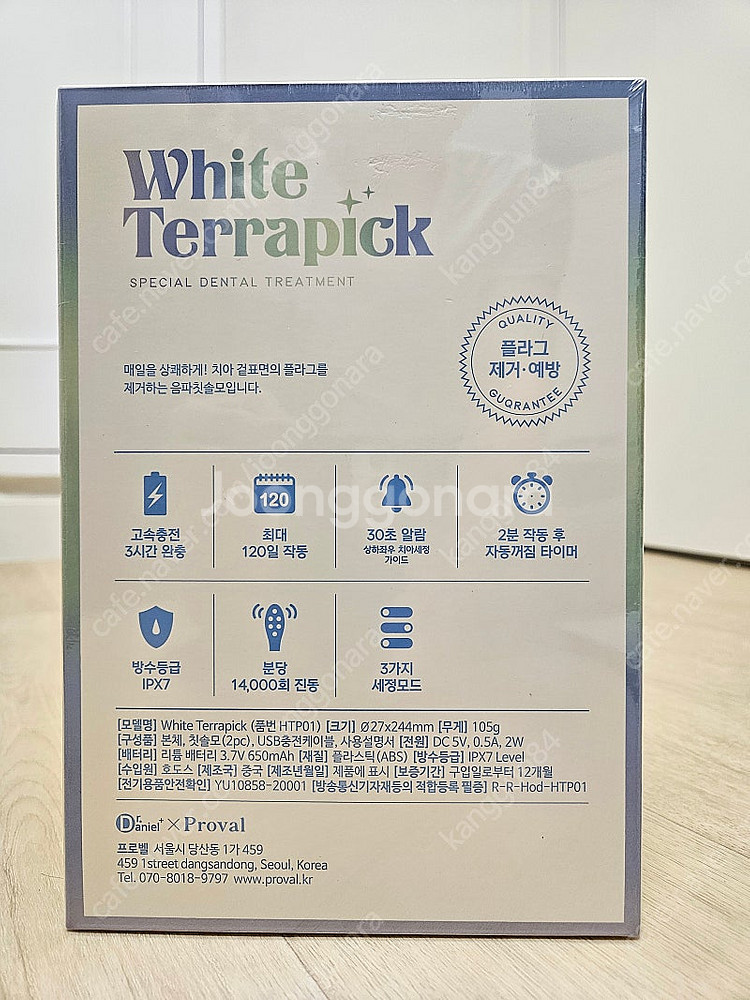 White
Terrapick
SPECIAL DENTAL TREATMENT
QUALITY
플라그
제거·예방
GUQRANTEE
매일을 상쾌하게! 치아 겉표면의 플라그를
제거하는 음파칫솔모입니다.
고속충전
3시간 완충
120
최대
120일 작동
30초 알람
상하좌우 치아세정
가이드
2분 작동 후
자동꺼짐 타이머
방수등급
IPX7
분당
14,000회 진동
3가지
세정모드
[모델명] White Terrapick (품번 HTP01) [크기] Ø27x244mm [무게] 105g
[구성품] 본체, 칫솔모(2pc), USB충전케이블, 사용설명서 [전원] DC 5V, 0.5A, 2W
[배터리] 리튬 배터리 3.7V 650mAh [재질] 플라스틱(ABS) [방수등급] IPX7 Level
[수입원] 호도스 [제조국] 중국 [제조년월일] 제품에 표시 [보증기간] 구입일로부터 12개월
[전기용품안전확인] YU10858-20001 [방송통신기자재등의 적합등록 필증] R-R-Hod-HTP01
Dr.Daniel+ × Proval
프로벨 서울시 당산동 1가 459
459 1street dangsandong, Seoul, Korea
Tel. 070-8018-9797 www.proval.kr
joonggonara
cafe.naver.com/joonggonara
kanggun84